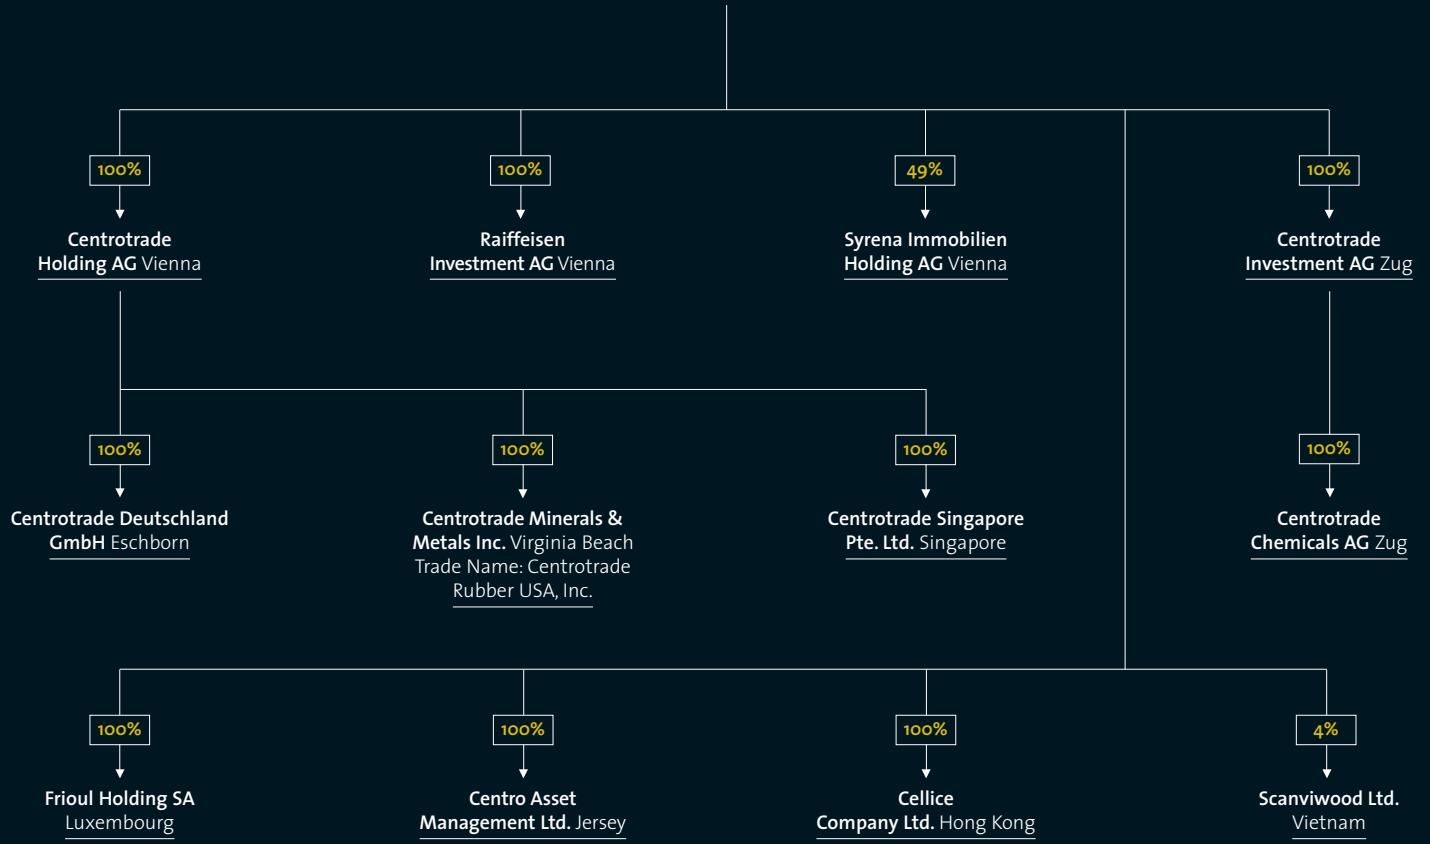 100%
100%
49%
100%
Centrotrade
Holding AG Vienna
Raiffeisen
Investment AG Vienna
Syrena Immobilien
Holding AG Vienna
Centrotrade
Investment AG Zug
100%
100%
100%
100%
Centrotrade Deutschland
GmbH Eschborn
Centrotrade Minerals &
Metals Inc. Virginia Beach
Trade Name: Centrotrade
Rubber USA, Inc.
Centrotrade Singapore
Pte. Ltd. Singapore
Centrotrade
Chemicals AG Zug
100%
100%
100%
4%
Frioul Holding SA
Luxembourg
Centro Asset
Management Ltd. Jersey
Cellice
Company Ltd. Hong Kong
Scanviwood Ltd.
Vietnam